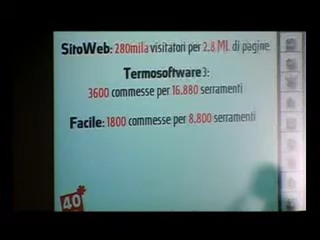 SitoWeb: 280mila visitatori per 2.8 ML di pagine
Termosoftware3:
3600 commesse per 16.880 serramenti
Facile: 1800 commesse per 8.800 serramenti
40